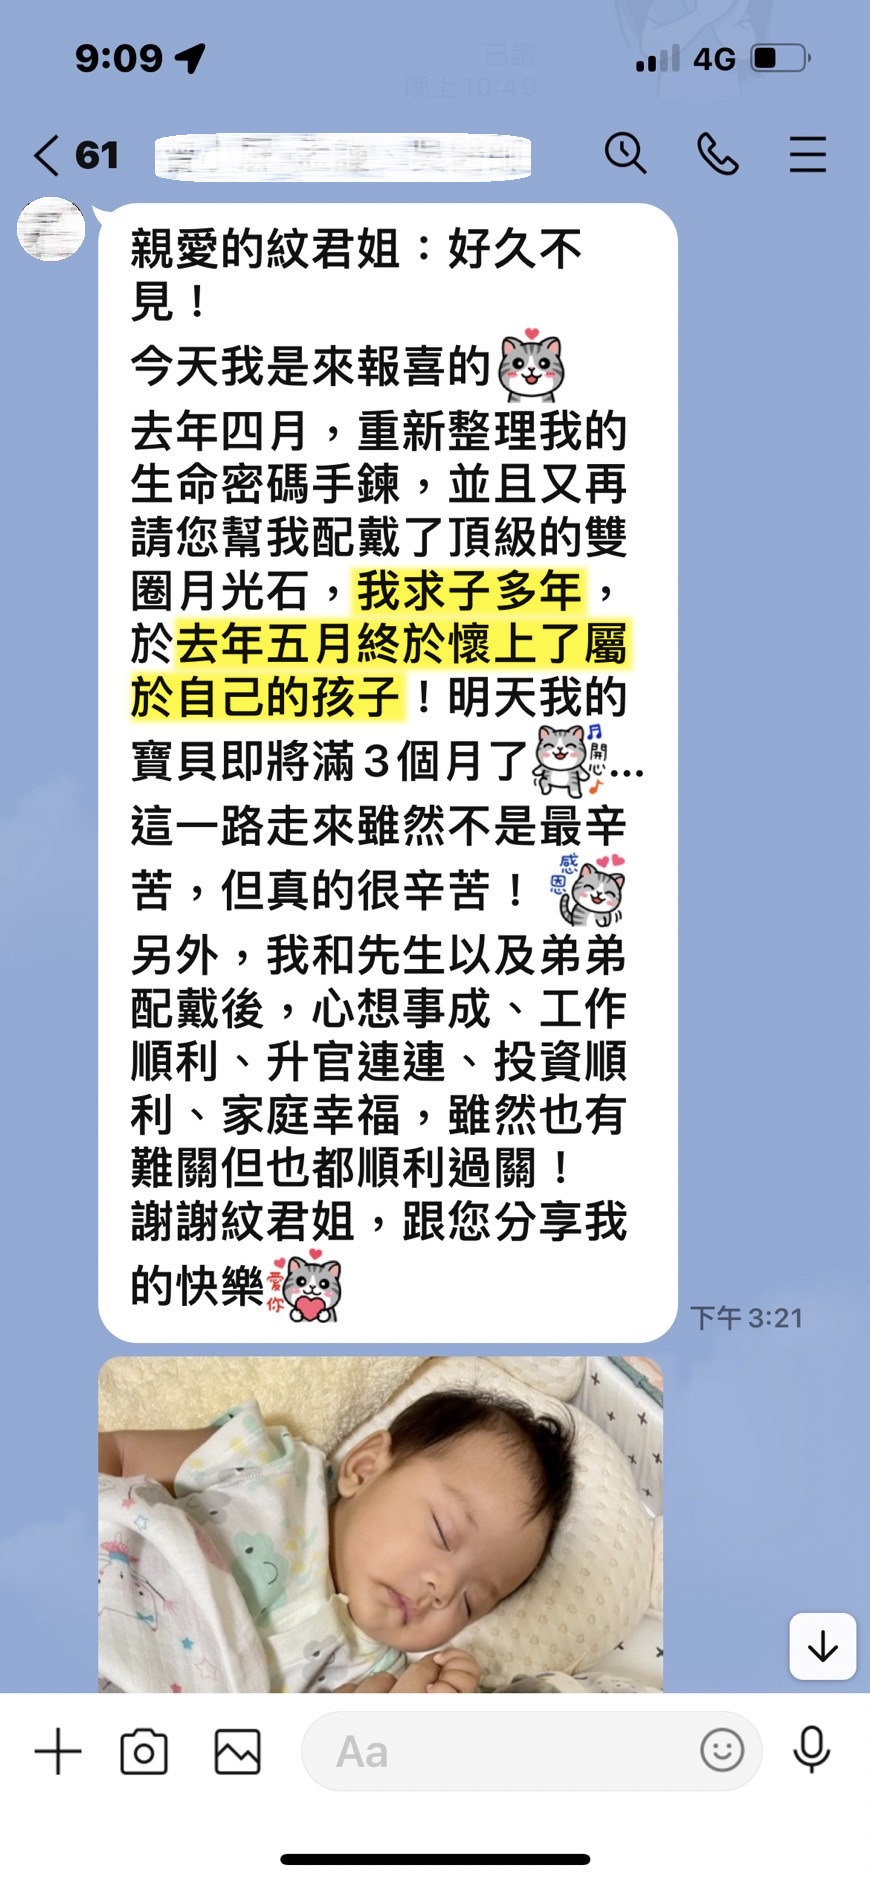 9:09
4G
已讀
晚上10:49
61
親愛的紋君姐：好久不
見！
今天我是來報喜的
去年四月，重新整理我的
生命密碼手鍊，並且又再
請您幫我配戴了頂級的雙
圈月光石，我求子多年，
於去年五月終於懷上了屬
於自己的孩子！明天我的
寶貝即將滿3個月了開心...
這一路走來雖然不是最辛
苦，但真的很辛苦！感恩
另外，我和先生以及弟弟
配戴後，心想事成、工作
順利、升官連連、投資順
利、家庭幸福，雖然也有
難關但也都順利過關！
謝謝紋君姐，跟您分享我
的快樂愛你
下午3:21
Aa